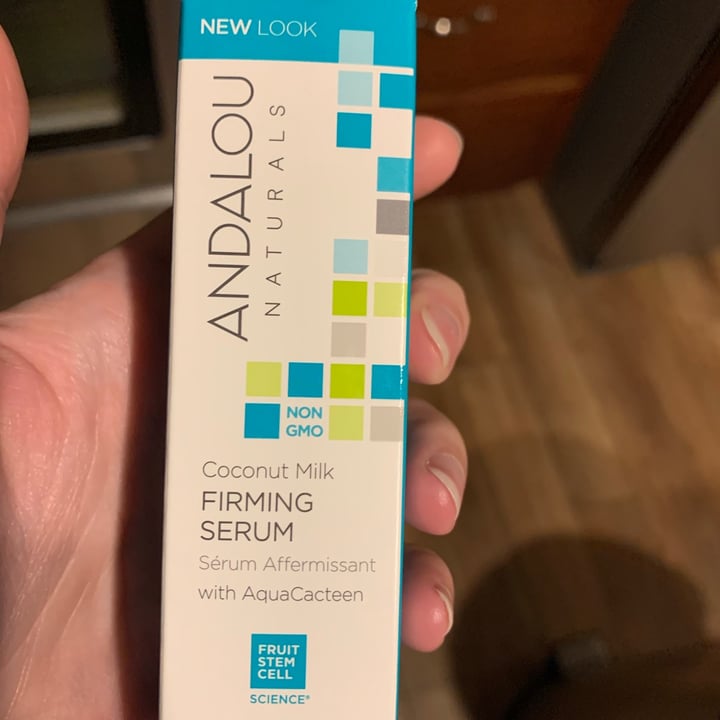 NEW LOOK
ANDALOU
NATURALS
NON
GMO
Coconut Milk
FIRMING
SERUM
Sérum Affermissant
with AquaCacteen
FRUIT
STEM
CELL
SCIENCE®